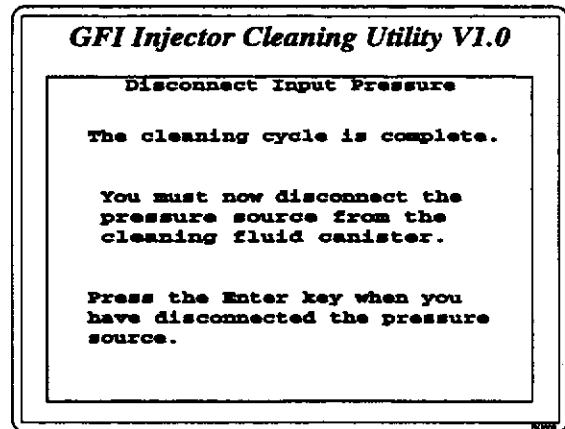 GFI Injector Cleaning Utility V1.0
Disconnect Input Pressure
The cleaning cycle is complete.
You must now disconnect the
pressure source from the
cleaning fluid canister.
Press the Enter key when you
have disconnected the pressure
source.